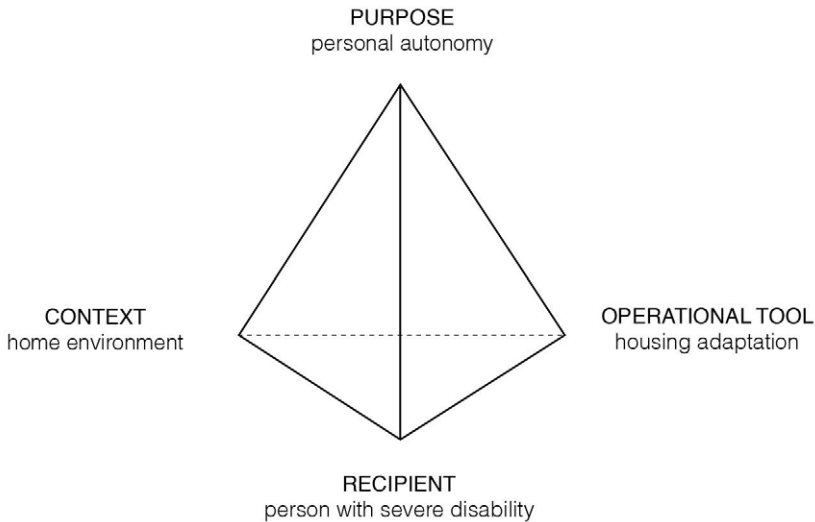 PURPOSE
personal autonomy
CONTEXT
home environment
OPERATIONAL TOOL
housing adaptation
RECIPIENT
person with severe disability